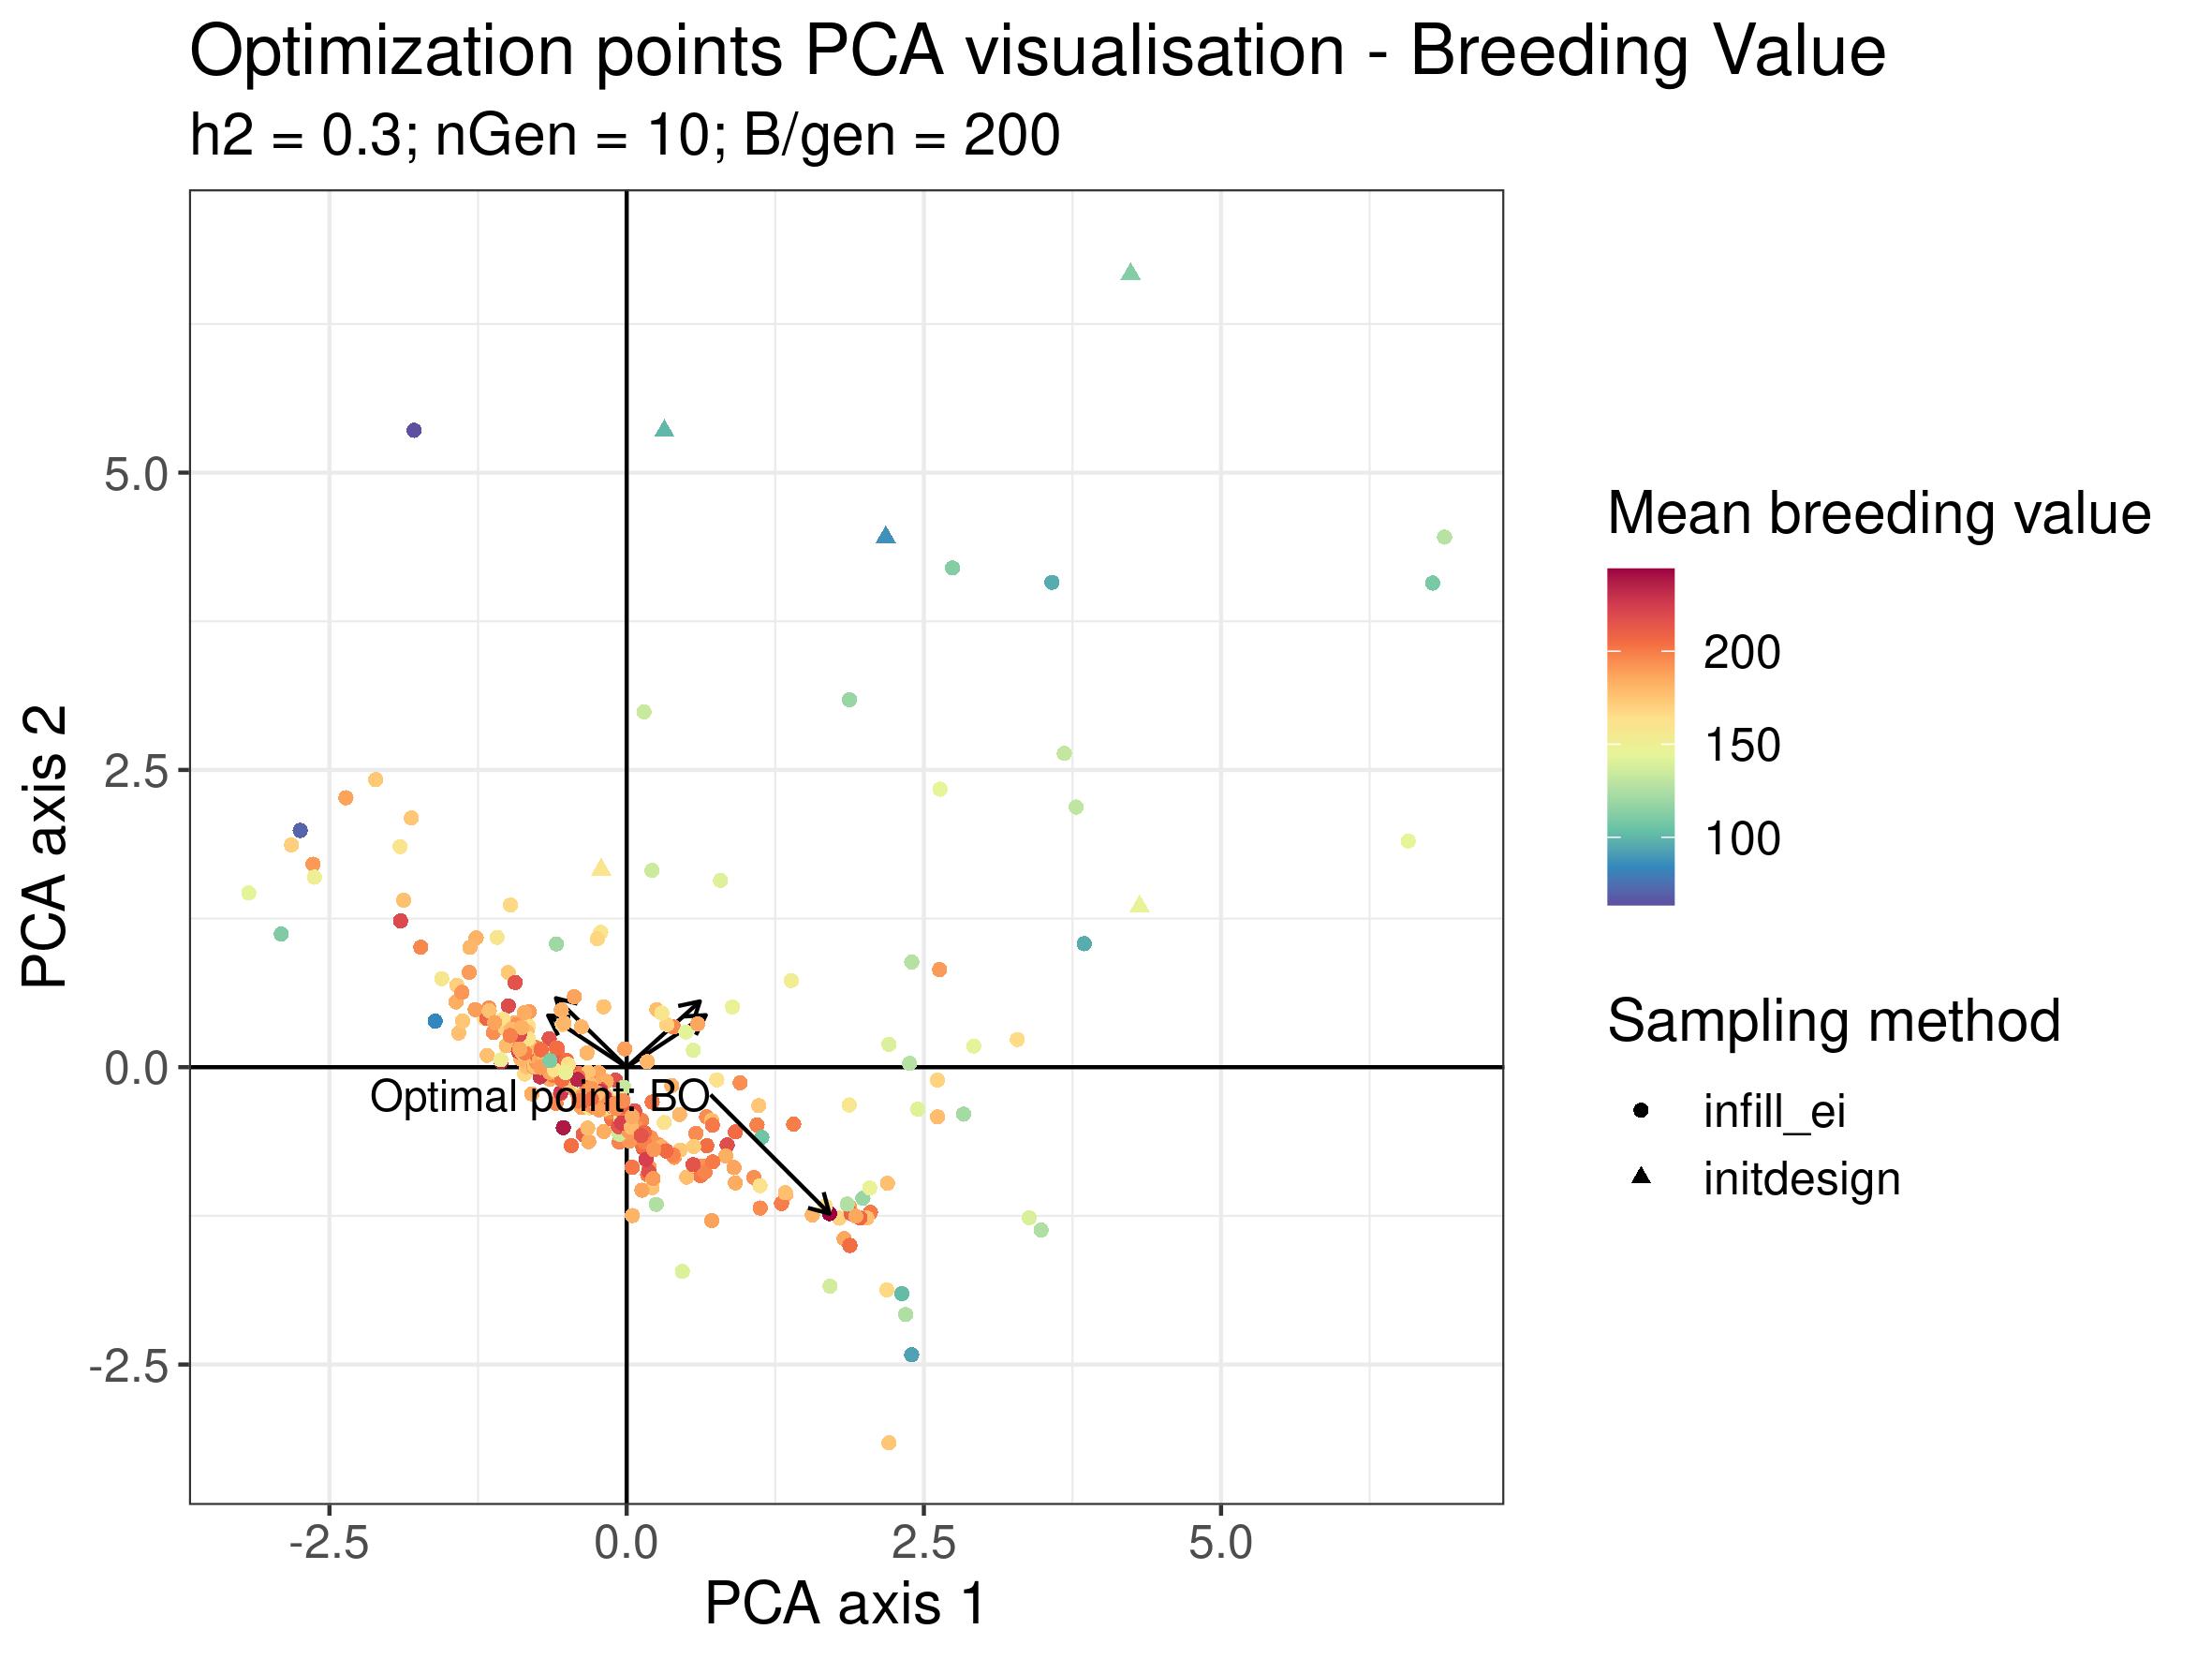 Optimization points PCA visualisation - Breeding Value
h2 = 0.3; nGen = 10; B/gen = 200
PCA axis 2
5.0
2.5
0.0
-2.5
Optimal point: BO
-2.5
0.0
2.5
5.0
PCA axis 1
Mean breeding value
200
150
100
Sampling method
infill_ei
initdesign